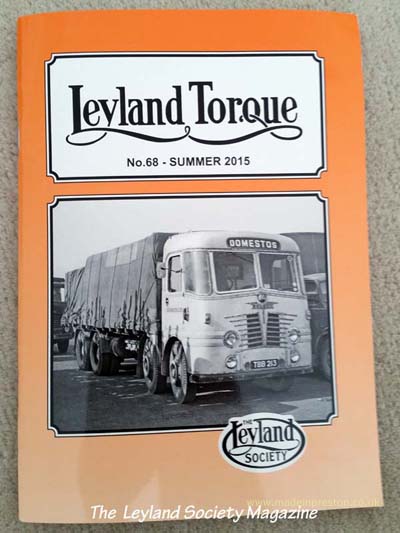 Leyland Torque
No.68 - SUMMER 2015
DOMESTOS
TBB 213
THE
Leyland
SOCIETY
www.madeinpreston.co.uk
The Leyland Society Magazine